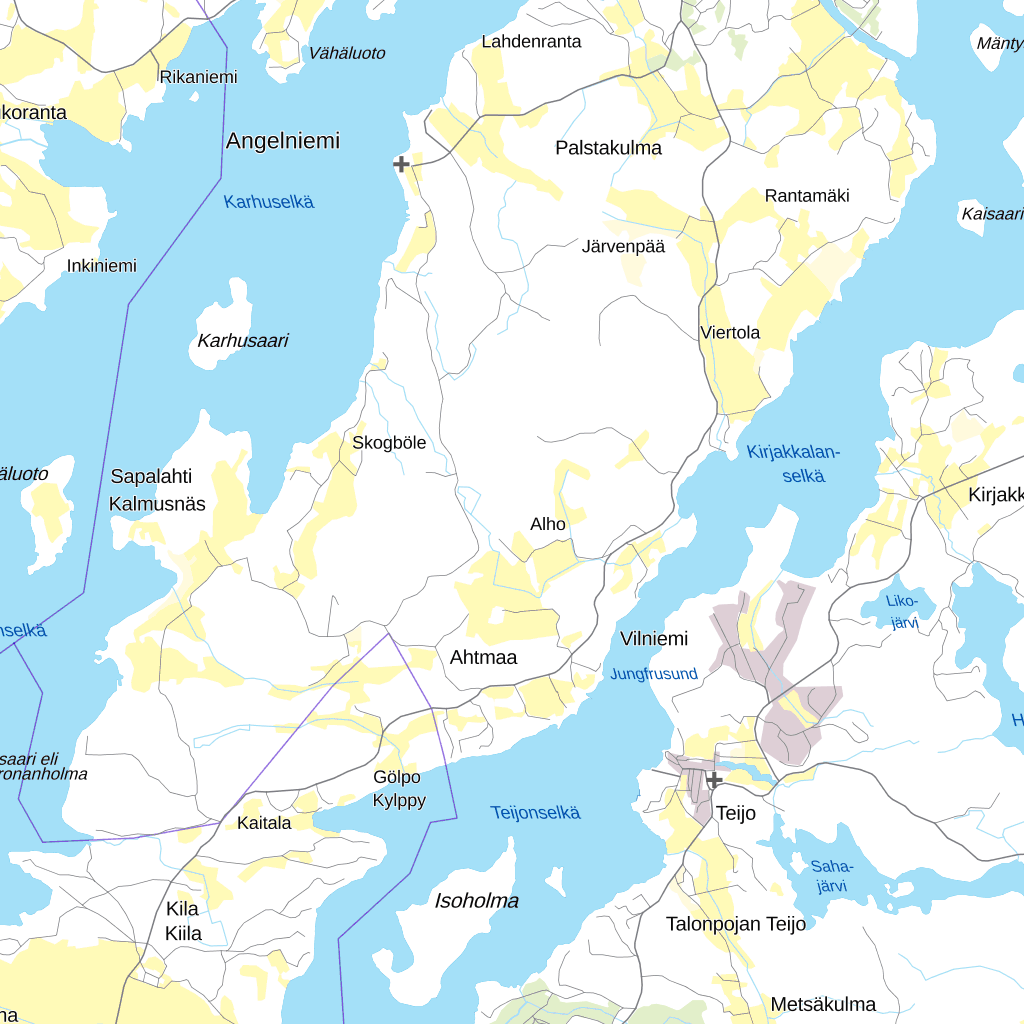 Lahdenranta
Vähäluoto
Rikaniemi
Angelniemi
Palstakulma
Rantamäki
Karhuselkä
Järvenpää
Inkiniemi
Karhusaari
Viertola
Skogböle
Kirjakkalan-
selkä
Sapalahti
Kalmusnäs
Alho
Liko-
järvi
Vilniemi
Ahtmaa
Jungfrusund
Gölpo
Kylppy
Teijonselkä
Teijo
Kaitala
Saha-
järvi
Isoholma
Kila
Kiila
Talonpojan Teijo
Metsäkulma